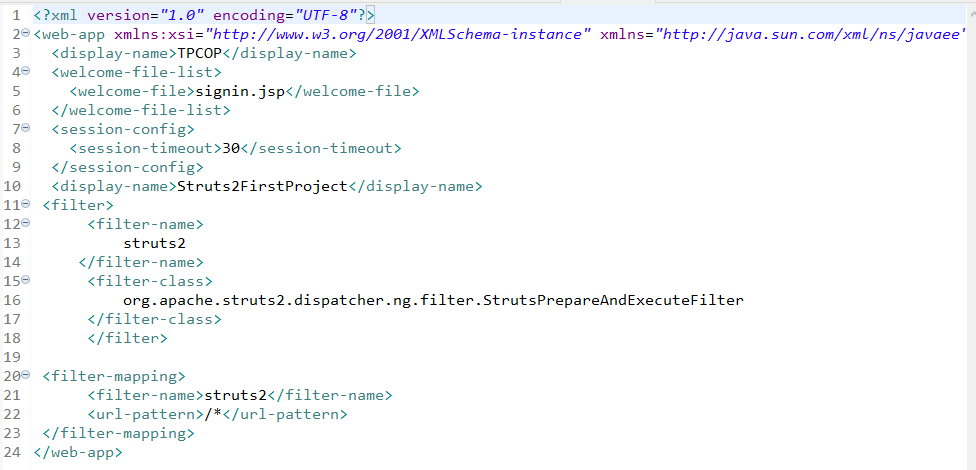 1 <?xml version="1.0" encoding="UTF-8"?>
2 <web-app xmlns:xsi="http://www.w3.org/2001/XMLSchema-instance" xmlns="http://java.sun.com/xml/ns/javaee"
3 <display-name>TPCOP</display-name>
4 <welcome-file-list>
5 <welcome-file>signin.jsp</welcome-file>
6 </welcome-file-list>
7 <session-config>
8 <session-timeout>30</session-timeout>
9 </session-config>
10 <display-name>Struts2FirstProject</display-name>
11 <filter>
12 <filter-name>
13 struts2
14 </filter-name>
15 <filter-class>
16 org.apache.struts2.dispatcher.ng.filter.StrutsPrepareAndExecuteFilter
17 </filter-class>
18 </filter>
19
20 <filter-mapping>
21 <filter-name>struts2</filter-name>
22 <url-pattern>/*</url-pattern>
23 </filter-mapping>
24 </web-app>